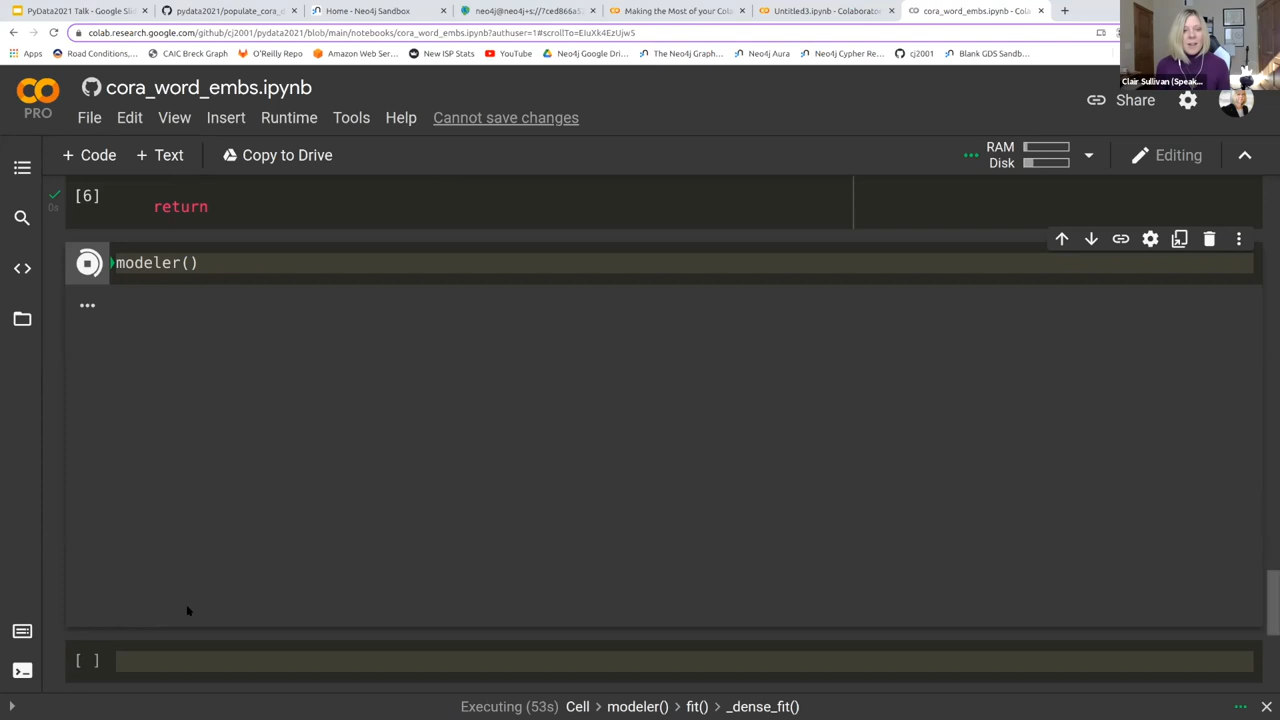 PyData2021 Talk - Google Slid
pydata2021/populate_cora_d
Home - Neo4j Sandbox
neo4j@neo4j+s://7ced866a5
Making the Most of your Cola
Untitled3.ipynb - Colaborato
cora_word_embs.ipynb - Cola
colab.research.google.com/github/cj2001/pydata2021/blob/main/notebooks/cora_word_embs.ipynb?authuser=1#scrollTo=EIuXk4EzUjw5
Apps
Road Conditions,...
CAIC Breck Graph
O'Reilly Repo
Amazon Web Serv...
New ISP Stats
YouTube
Neo4j Google Dri...
The Neo4j Graph...
Neo4j Aura
Neo4j Cypher Re...
cj2001
Blank GDS Sandb...
Clair Sullivan (Speak...
PRO
cora_word_embs.ipynb
Share
File Edit View Insert Runtime Tools Help Cannot save changes
+ Code + Text Copy to Drive
RAM
Disk
Editing
[6]
0s
return
modeler()
...
[ ]
Executing (53s) Cell > modeler() > fit() > _dense_fit()